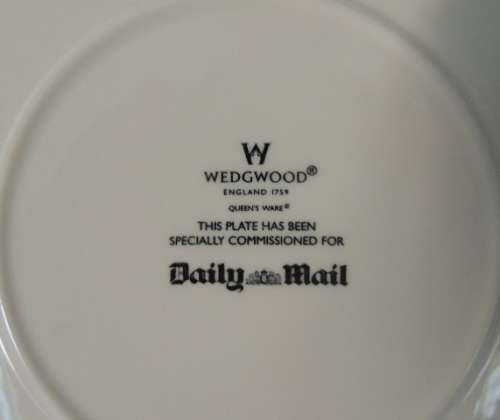 W
WEDGWOOD®
ENGLAND 1759
QUEEN'S WARE®
THIS PLATE HAS BEEN
SPECIALLY COMMISSIONED FOR
Daily Mail